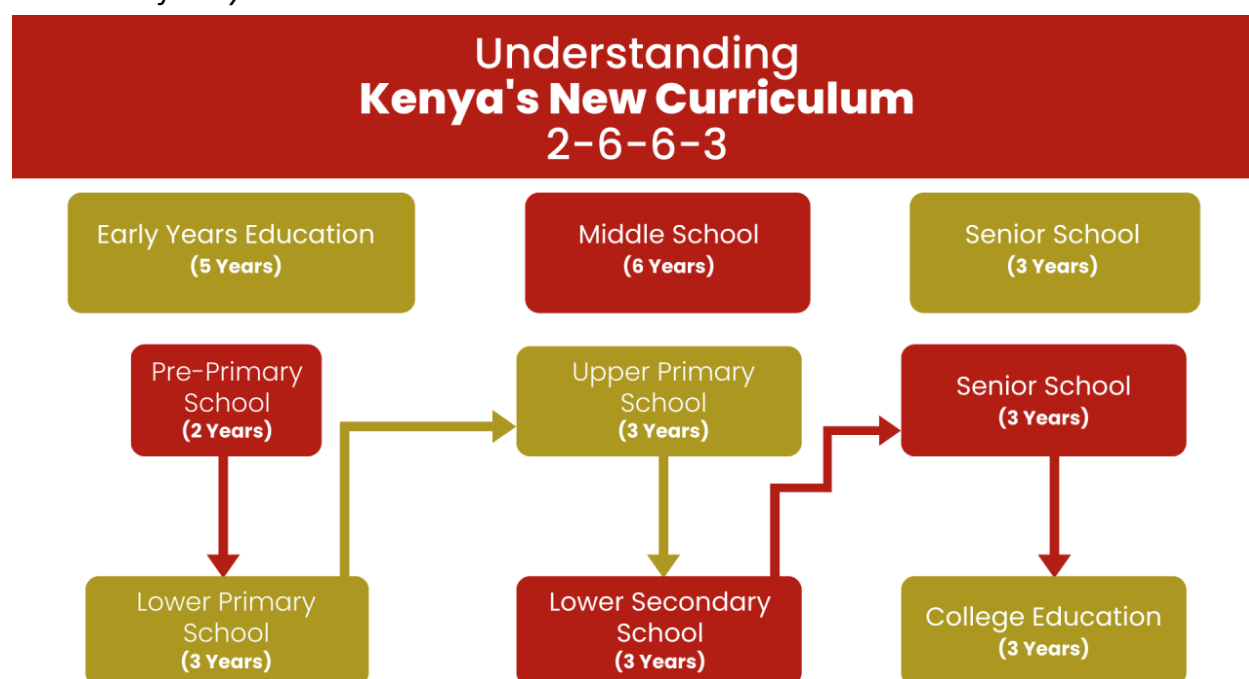 Understanding
Kenya's New Curriculum
2-6-6-3
Early Years Education
(5 Years)
Middle School
(6 Years)
Senior School
(3 Years)
Pre-Primary
School
(2 Years)
Upper Primary
School
(3 Years)
Senior School
(3 Years)
Lower Primary
School
(3 Years)
Lower Secondary
School
(3 Years)
College Education
(3 Years)